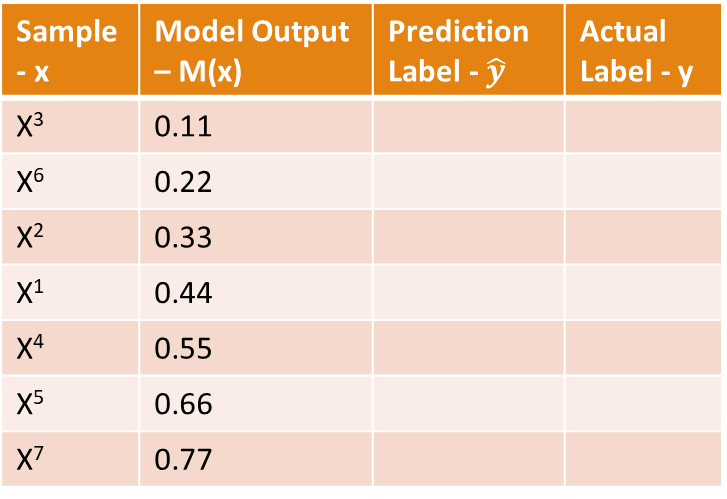 Sample - x | Model Output – M(x) | Prediction Label - ŷ | Actual Label - y
X³ | 0.11
X⁶ | 0.22
X² | 0.33
X¹ | 0.44
X⁴ | 0.55
X⁵ | 0.66
X⁷ | 0.77